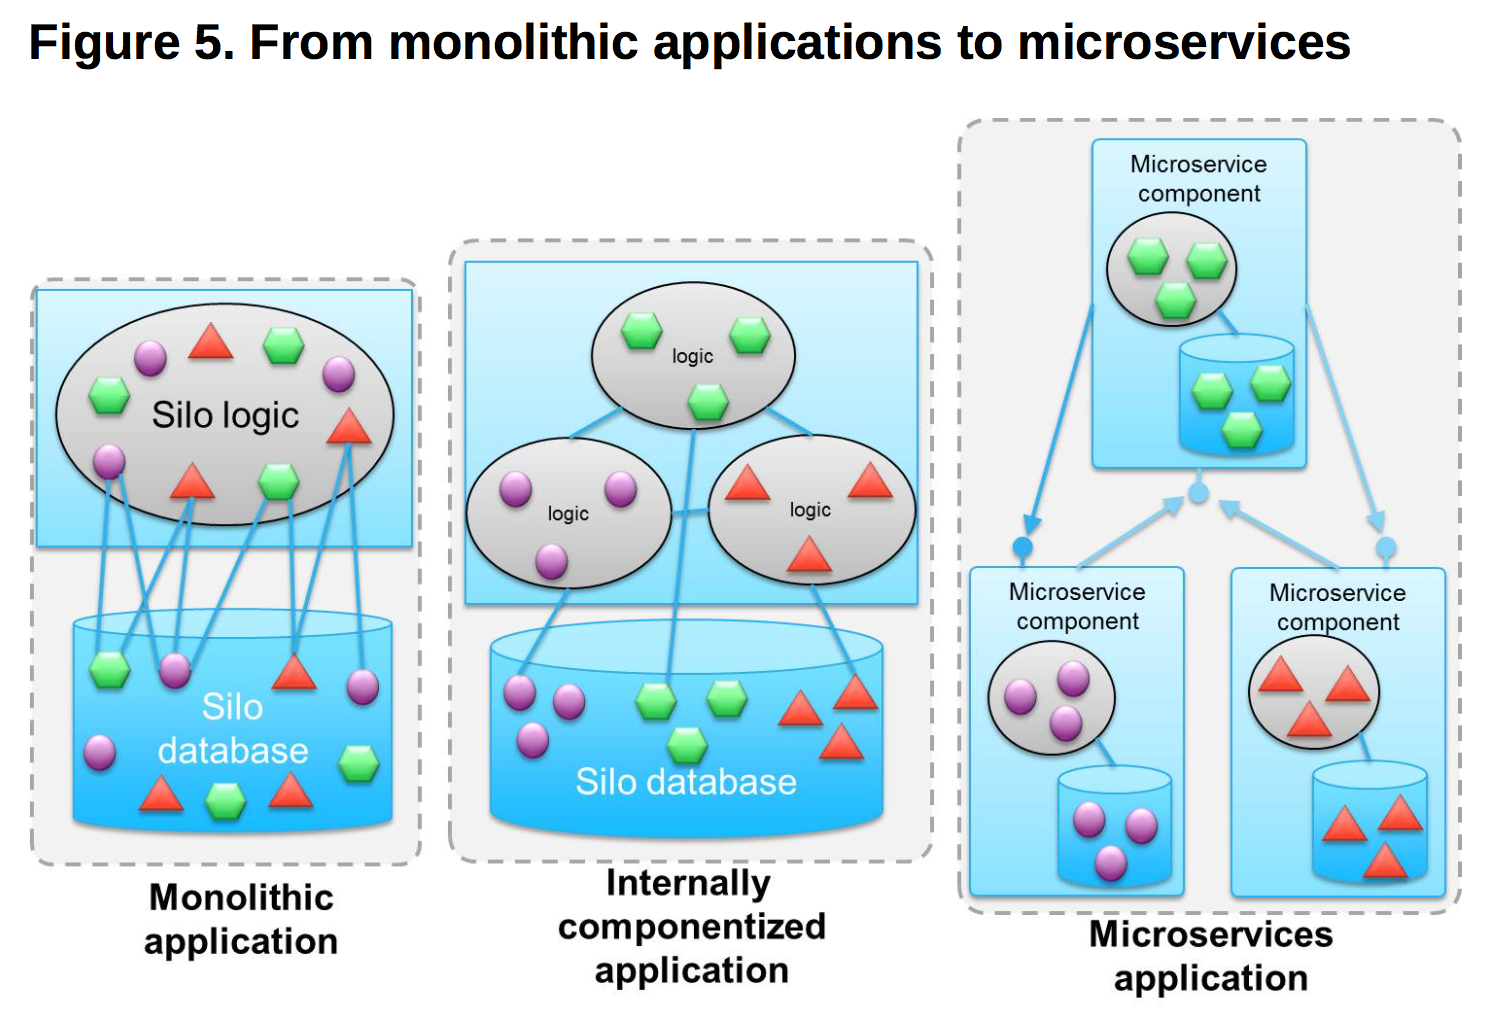 Figure 5. From monolithic applications to microservices
Silo logic
Silo
database
Monolithic
application
logic
logic
logic
Silo database
Internally
componentized
application
Microservice
component
Microservice
component
Microservice
component
Microservices
application